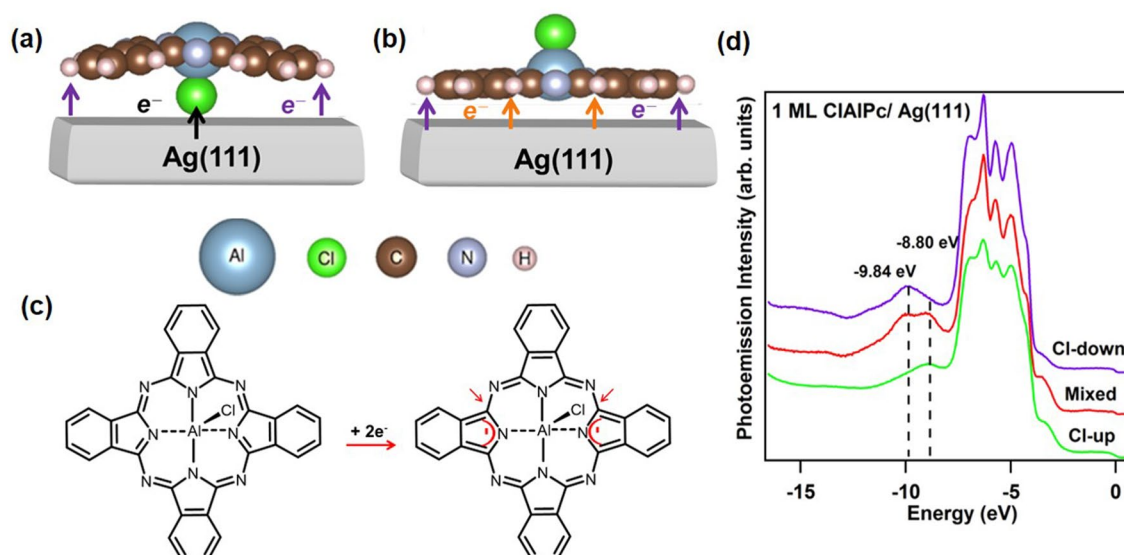 (a)
e⁻
e⁻
Ag(111)
(b)
e⁻
e⁻
Ag(111)
Al
Cl
C
N
H
(c)
N
N
N
N
Cl
Al
N
N
N
N
+ 2e⁻
N
N
N
N
Cl
Al
N
N
N
N
(d)
Photoemission Intensity (arb. units)
1 ML ClAlPc/ Ag(111)
-8.80 eV
-9.84 eV
Cl-down
Mixed
Cl-up
-15
-10
-5
0
Energy (eV)